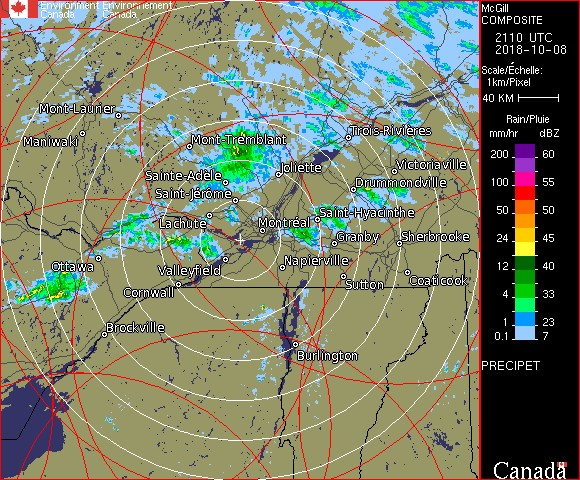 Environment Environnement
Canada Canada
McGill
COMPOSITE
2110 UTC
2018-10-08
Scale/Échelle:
1km/Pixel
40 KM
Rain/Pluie
mm/hr dBZ
200 60
100 55
50 50
24 45
12 40
4 33
1 23
0.1 7
PRECIPET
Canada
Mont-Laurier
Maniwaki
Mont-Tremblant
Trois-Rivières
Sainte-Adèle
Joliette
Victoriaville
Saint-Jérôme
Drummondville
Lachute
Montréal
Saint-Hyacinthe
Granby
Sherbrooke
Ottawa
Valleyfield
Napierville
Cornwall
Sutton
Coaticook
Brockville
Burlington